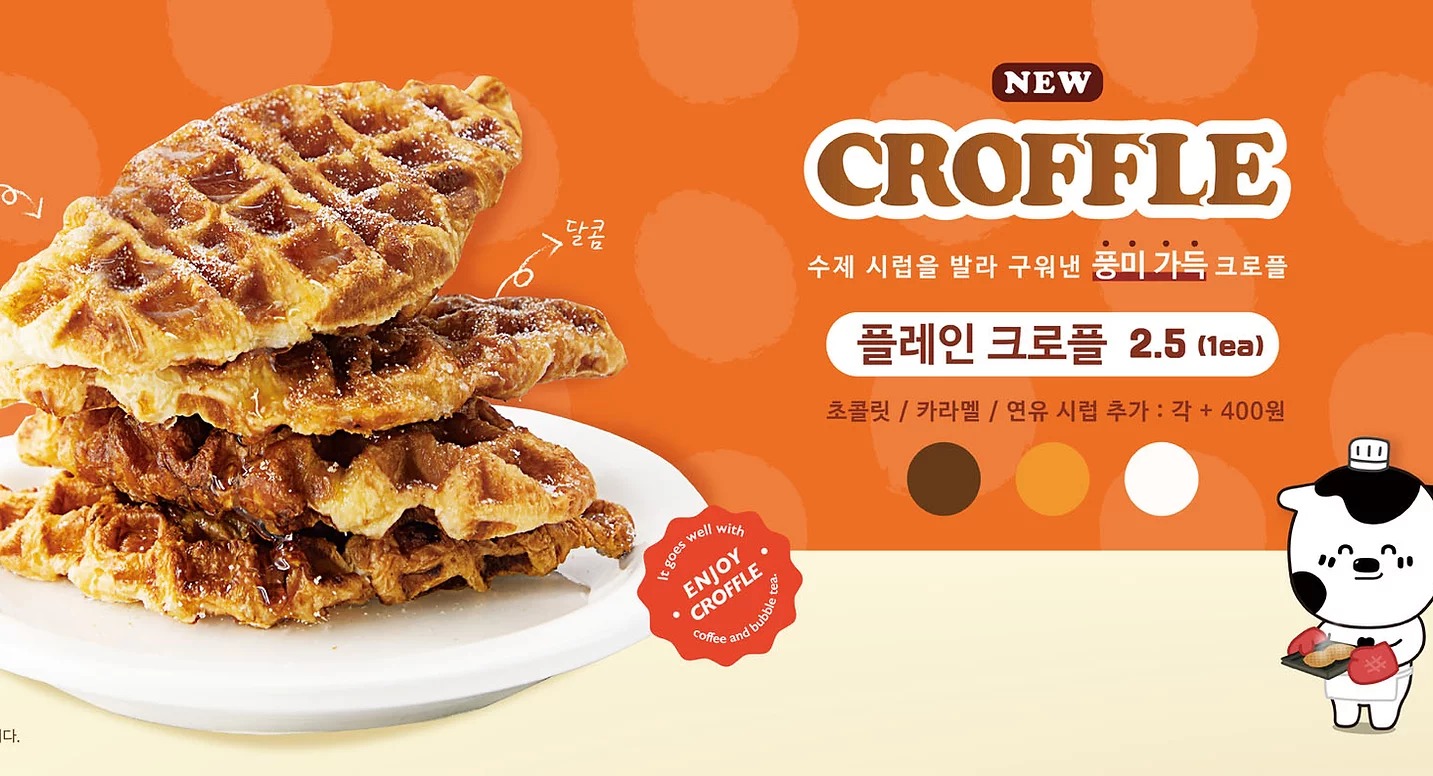 NEW
CROFFLE
수제 시럽을 발라 구워낸 풍미 가득 크로플
플레인 크로플 2.5 (1ea)
초콜릿 / 카라멜 / 연유 시럽 추가 : 각 + 400원
달콤
It goes well with
ENJOY
CROFFLE
coffee and bubble tea.
다.